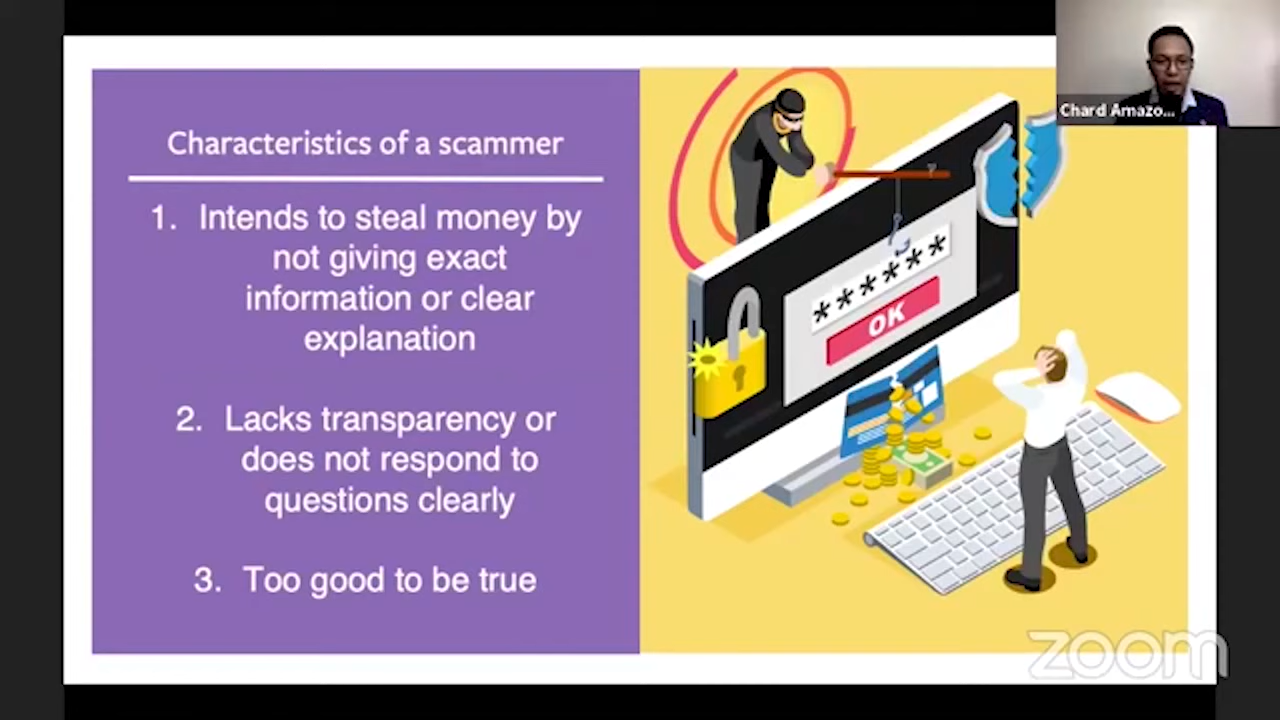 Chard Amazo...
Characteristics of a scammer
1. Intends to steal money by
not giving exact
information or clear
explanation
2. Lacks transparency or
does not respond to
questions clearly
3. Too good to be true
******
OK
zoom